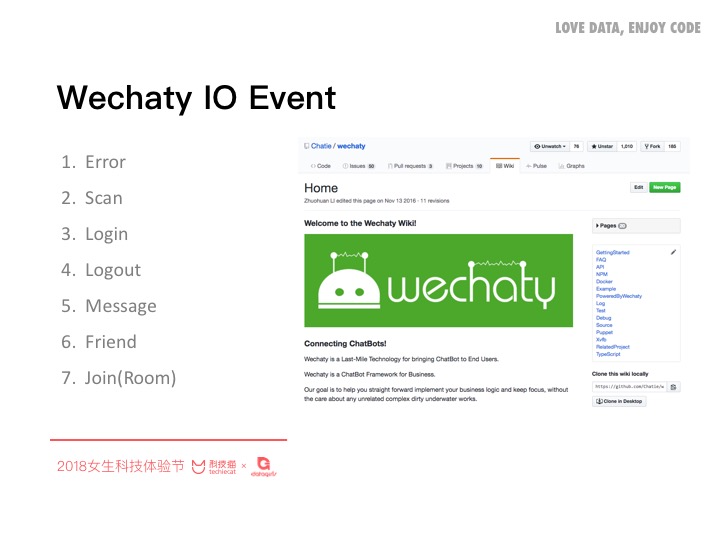 LOVE DATA, ENJOY CODE
Wechaty IO Event
1. Error
2. Scan
3. Login
4. Logout
5. Message
6. Friend
7. Join(Room)
Chatie / wechaty
Unwatch 76 Unstar 1,010 Fork 188
Code Issues 50 Pull requests 3 Projects 10 Wiki Pulse Graphs
Home
Edit New Page
Zhuohuan LI edited this page on Nov 13 2016 · 11 revisions
Welcome to the Wechaty Wiki!
wechaty
Connecting ChatBots!
Wechaty is a Last-Mile Technology for bringing ChatBot to End Users.
Wechaty is a ChatBot Framework for Business.
Our goal is to help you straight forward implement your business logic and keep focus, without
the care about any unrelated complex dirty underwater works.
Pages
GettingStarted
FAQ
API
NPM
Docker
Example
PoweredByWechaty
Log
Test
Debug
Source
Puppet
Xvfb
RelatedProject
TypeScript
Clone this wiki locally
https://github.com/Chatie/w
Clone in Desktop
2018女生科技体验节 科技猫 techiecat × datagirls